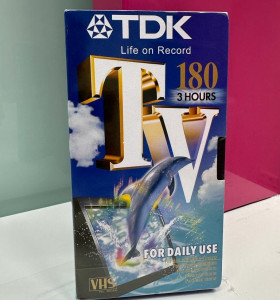 TDK
Life on Record
TV
180
3 HOURS
FOR DAILY USE
VHS